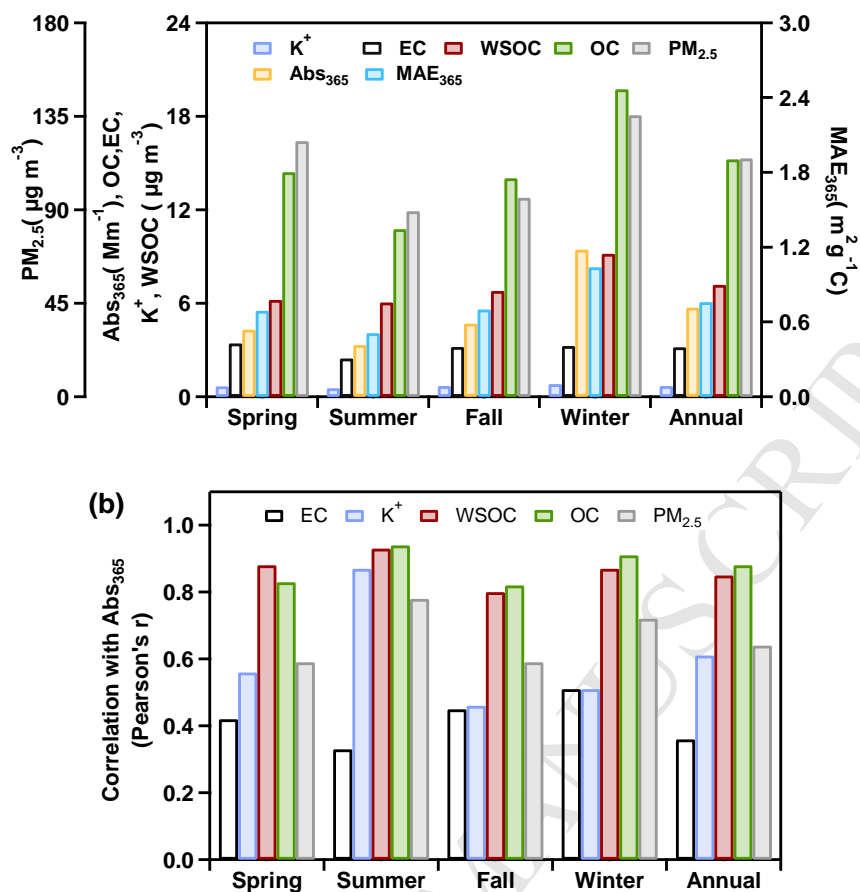 180
135
90
45
0
PM2.5( µg m-3)
24
18
12
6
0
Abs365( Mm-1), OC,EC,
K+, WSOC ( µg m-3)
K+ EC WSOC OC PM2.5
Abs365 MAE365
3.0
2.4
1.8
1.2
0.6
0.0
MAE365( m2 g-1 C)
Spring Summer Fall Winter Annual
(b)
EC K+ WSOC OC PM2.5
1.0
0.8
0.6
0.4
0.2
0.0
Correlation with Abs365
(Pearson's r)
Spring Summer Fall Winter Annual